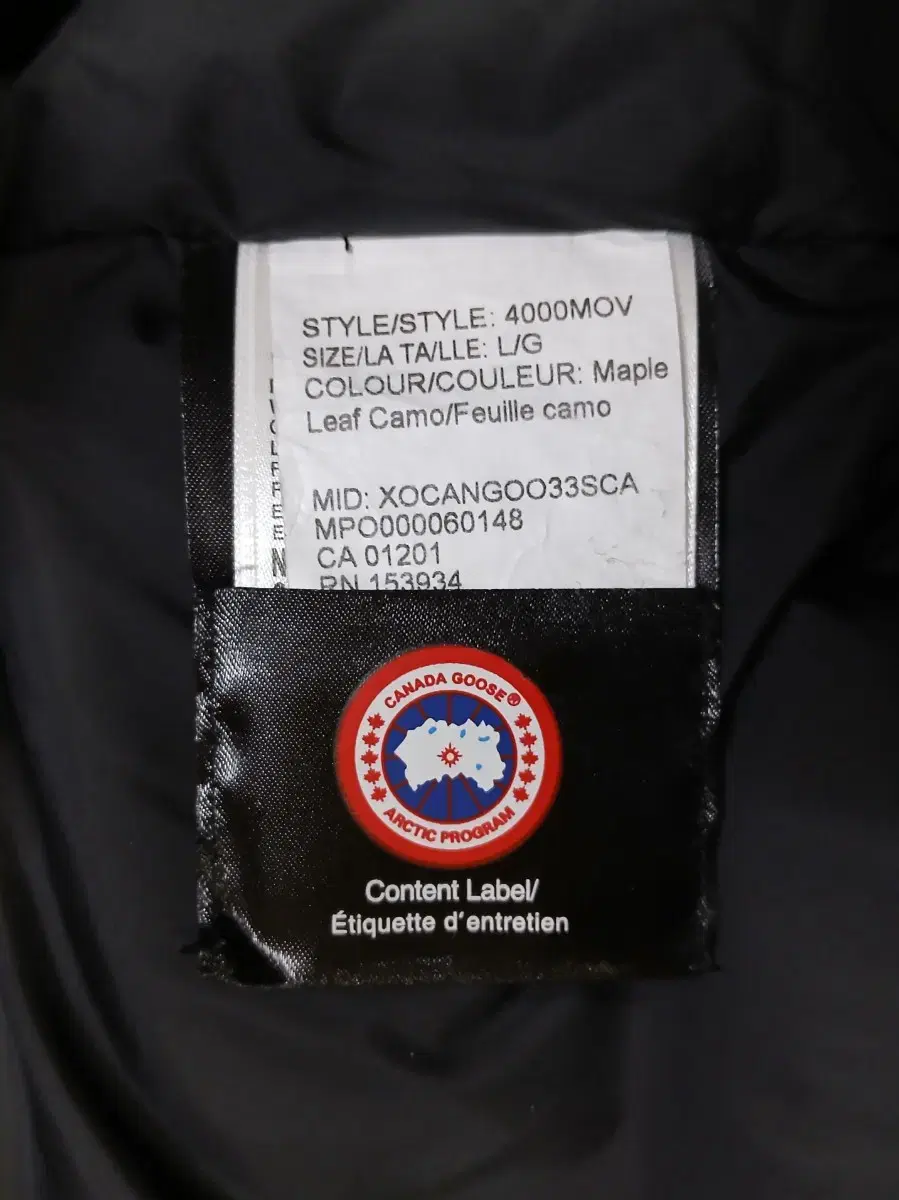 STYLE/STYLE: 4000MOV
SIZE/LA TA/LLE: L/G
COLOUR/COULEUR: Maple
Leaf Camo/Feuille camo
MID: XOCANGOO33SCA
MPO000060148
CA 01201
RN 153934
CANADA GOOSE®
ARCTIC PROGRAM
Content Label/
Étiquette d'entretien